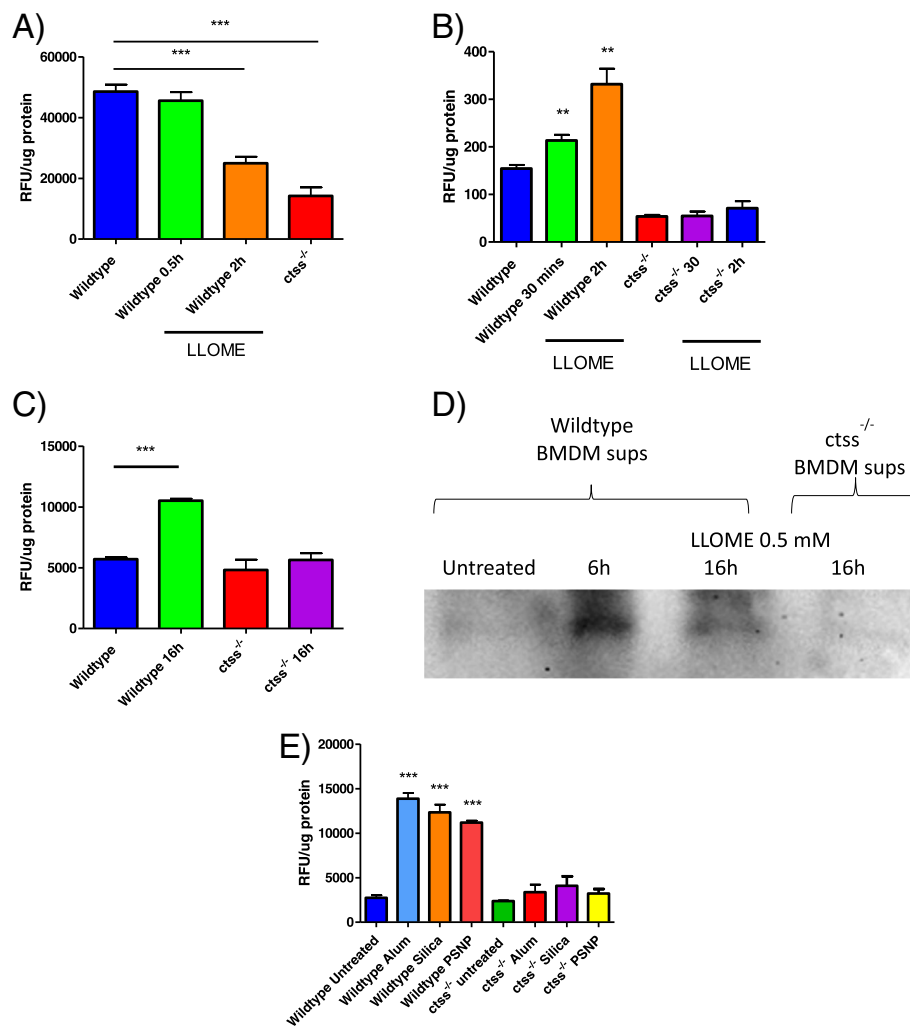 A)
***
***
60000
40000
20000
0
RFU/ug protein
Wildtype
Wildtype 0.5h
Wildtype 2h
ctss-/-
LLOME
B)
**
**
400
300
200
100
0
RFU/ug protein
Wildtype
Wildtype 30 mins
Wildtype 2h
ctss-/-
ctss-/- 30
ctss-/- 2h
LLOME
LLOME
C)
***
15000
10000
5000
0
RFU/ug protein
Wildtype
Wildtype 16h
ctss-/-
ctss-/- 16h
D)
Wildtype
BMDM sups
ctss-/-
BMDM sups
LLOME 0.5 mM
Untreated 6h 16h 16h
E)
***
***
***
20000
15000
10000
5000
0
RFU/ug protein
Wildtype Untreated
Wildtype Alum
Wildtype Silica
Wildtype PSNP
ctss-/- untreated
ctss-/- Alum
ctss-/- Silica
ctss-/- PSNP